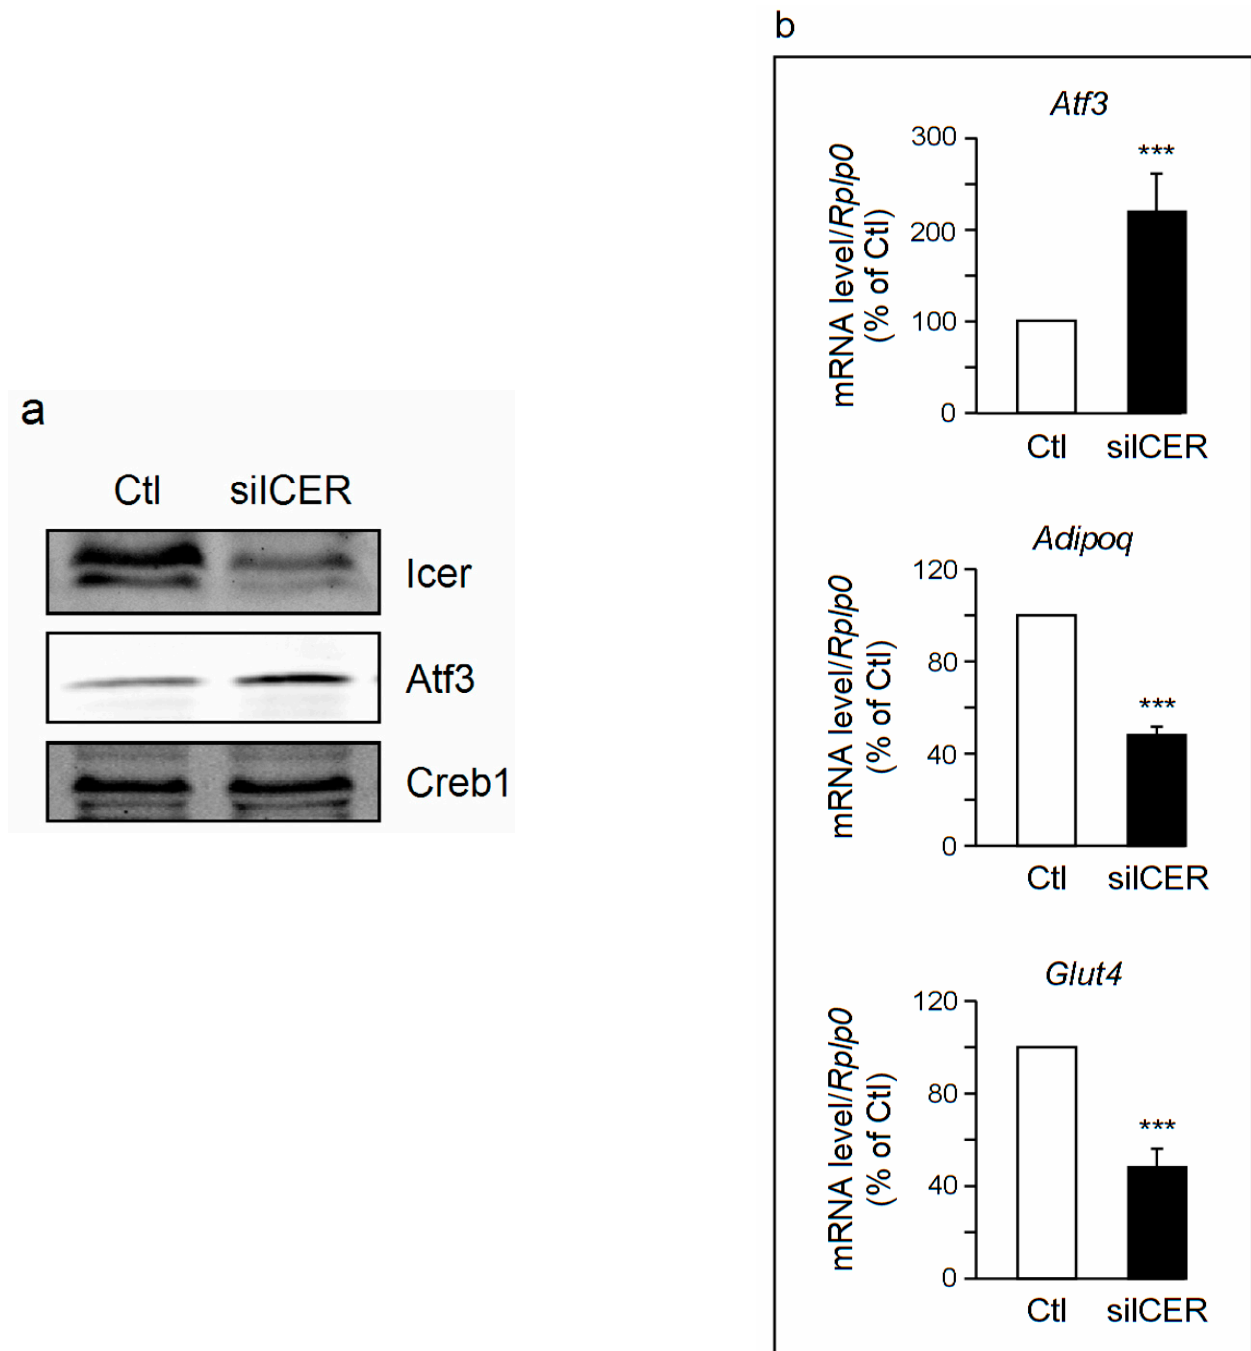 a
Ctl siICER
Icer
Atf3
Creb1
b
Atf3
mRNA level/Rplp0
(% of Ctl)
300
200
100
0
***
Ctl siICER
Adipoq
mRNA level/Rplp0
(% of Ctl)
120
80
40
0
***
Ctl siICER
Glut4
mRNA level/Rplp0
(% of Ctl)
120
80
40
0
***
Ctl siICER